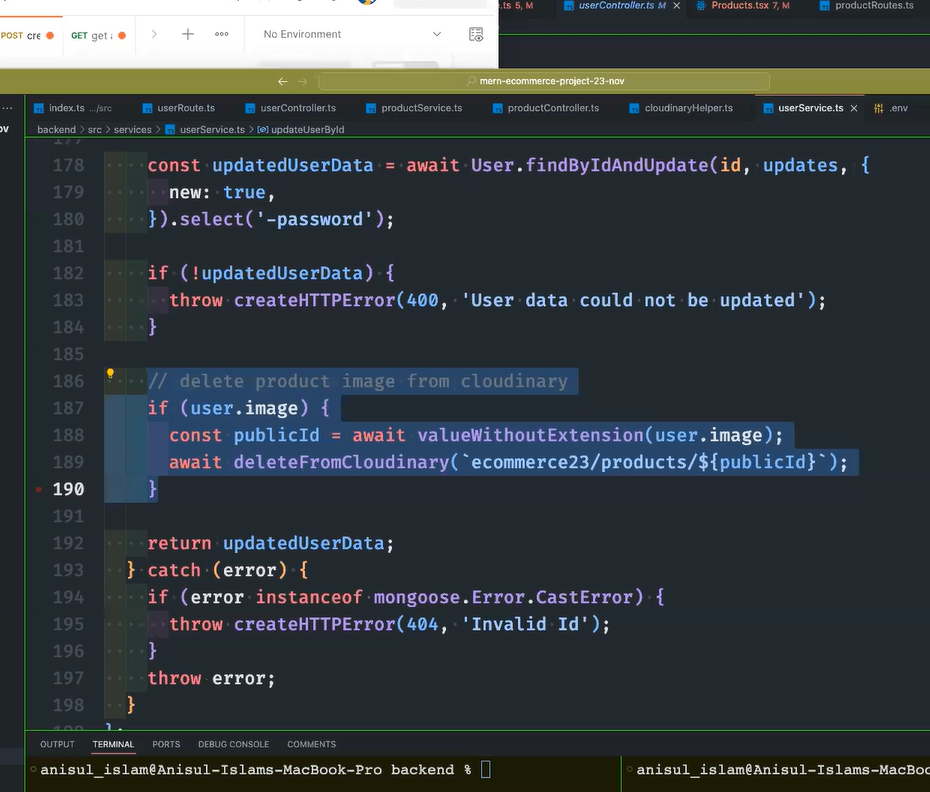 .ts 5, M userController.ts M Products.tsx 7, M productRoutes.ts
POST cre GET get No Environment
mern-ecommerce-project-23-nov
index.ts .../src userRoute.ts userController.ts productService.ts productController.ts cloudinaryHelper.ts userService.ts .env
backend > src > services > userService.ts > updateUserById
177
178 const updatedUserData = await User.findByIdAndUpdate(id, updates, {
179 new: true,
180 }).select('-password');
181
182 if (!updatedUserData) {
183 throw createHTTPError(400, 'User data could not be updated');
184 }
185
186 // delete product image from cloudinary
187 if (user.image) {
188 const publicId = await valueWithoutExtension(user.image);
189 await deleteFromCloudinary(`ecommerce23/products/${publicId}`);
190 }
191
192 return updatedUserData;
193 } catch (error) {
194 if (error instanceof mongoose.Error.CastError) {
195 throw createHTTPError(404, 'Invalid Id');
196 }
197 throw error;
198 }
199 };
OUTPUT TERMINAL PORTS DEBUG CONSOLE COMMENTS
anisul_islam@Anisul-Islams-MacBook-Pro backend % anisul_islam@Anisul-Islams-MacBoo